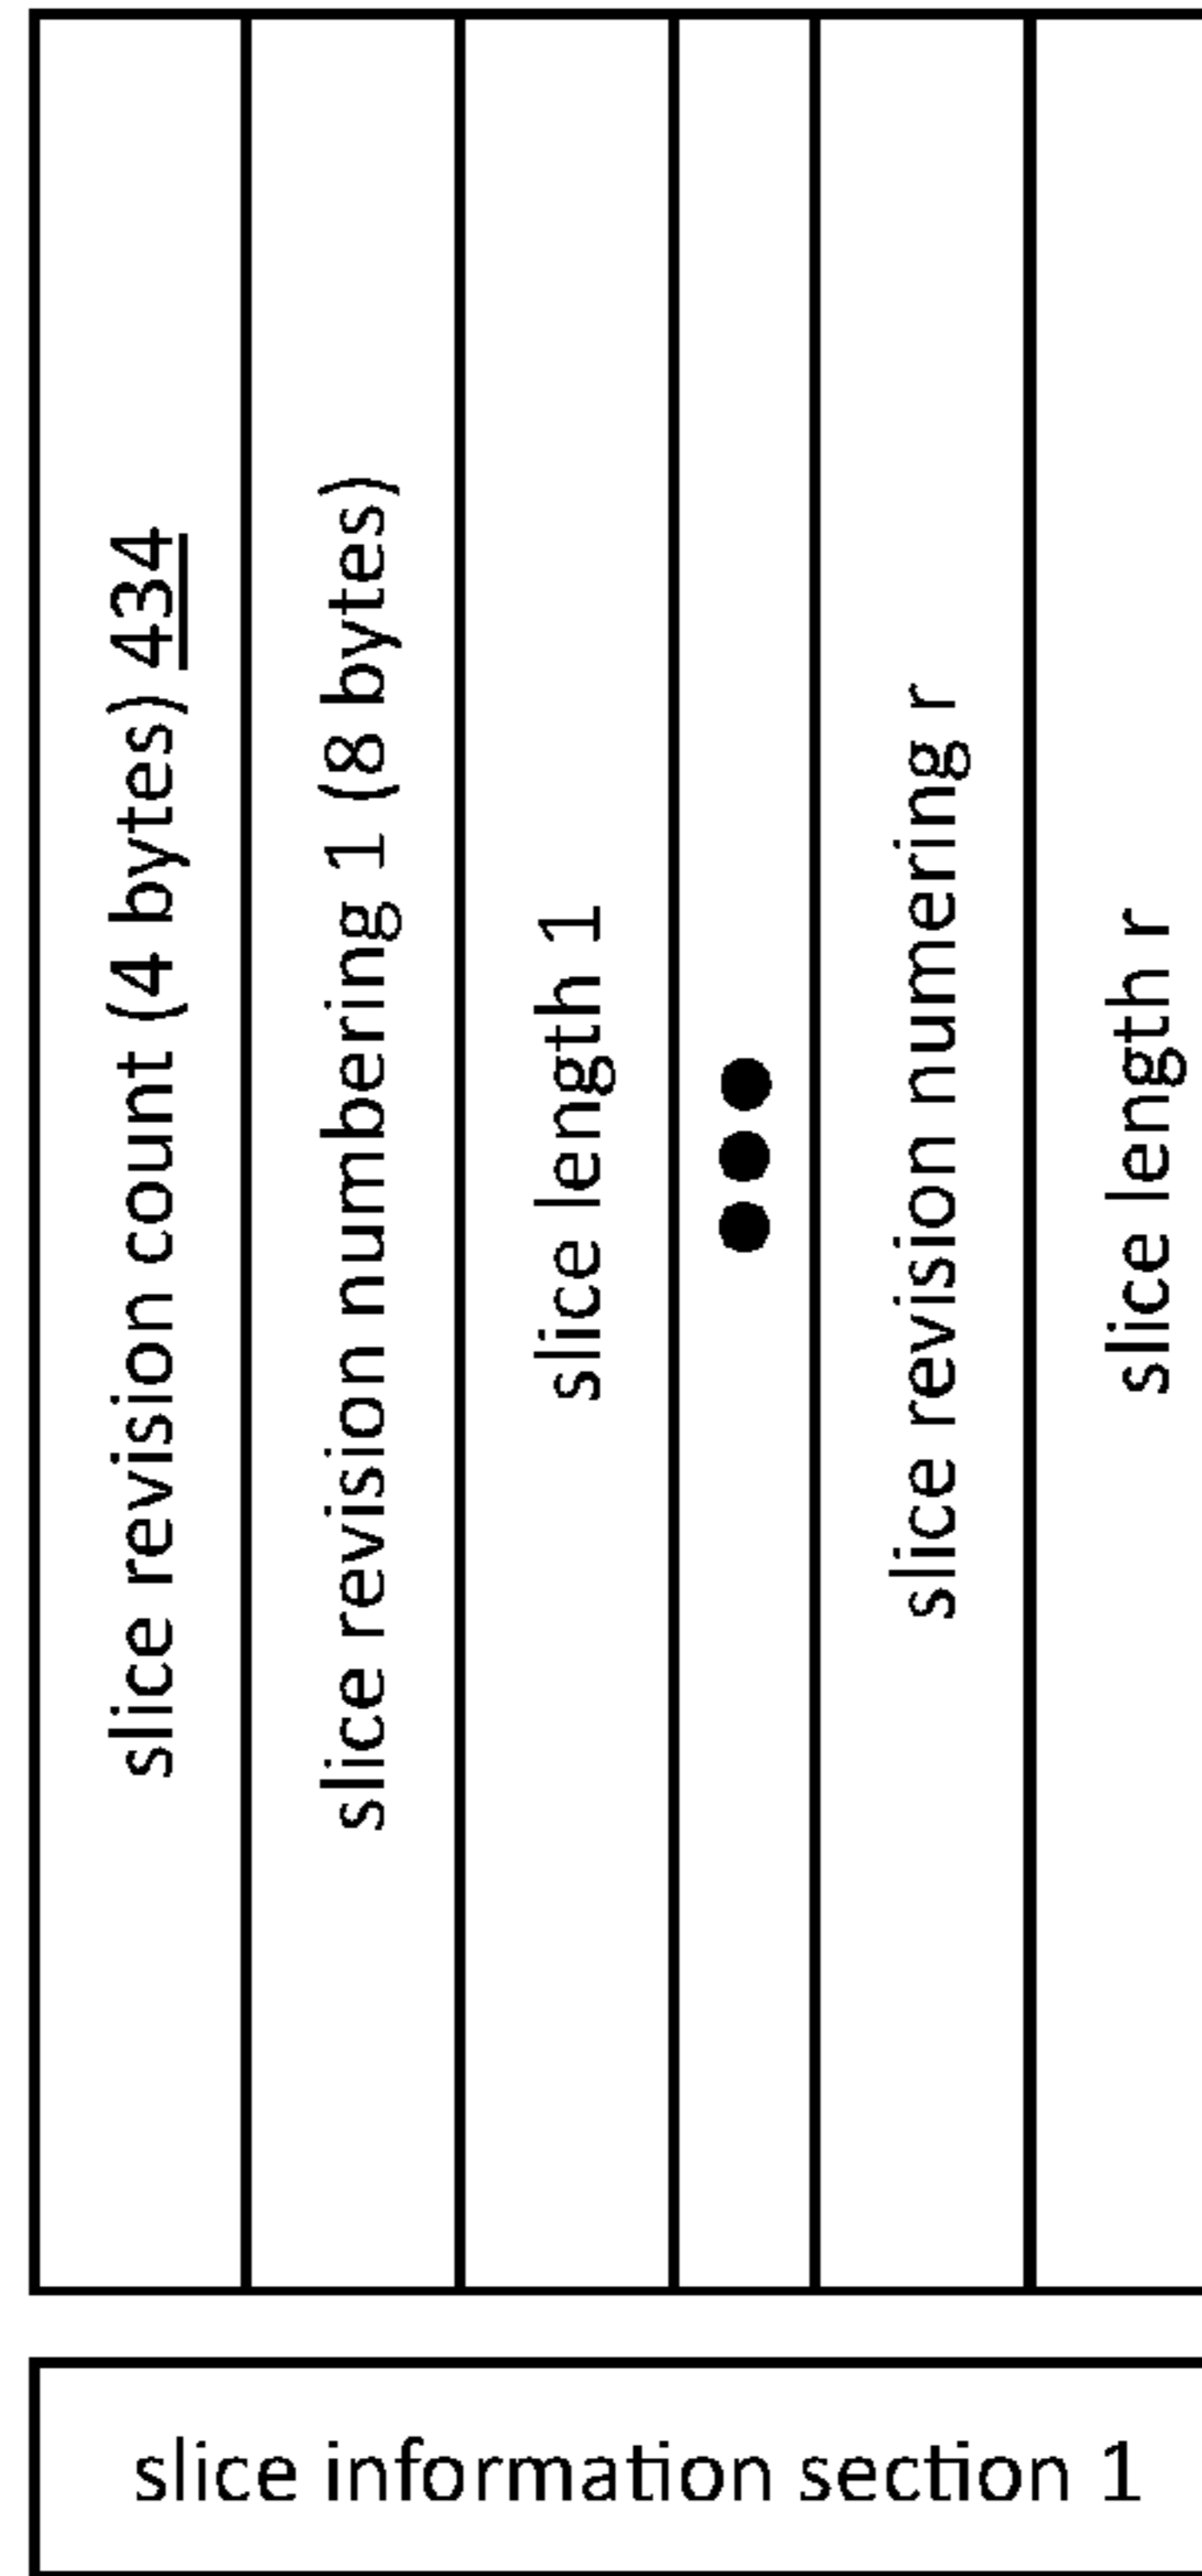 slice revision count (4 bytes) 434
slice revision numbering 1 (8 bytes)
slice length 1
slice revision numering r
slice length r
slice information section 1